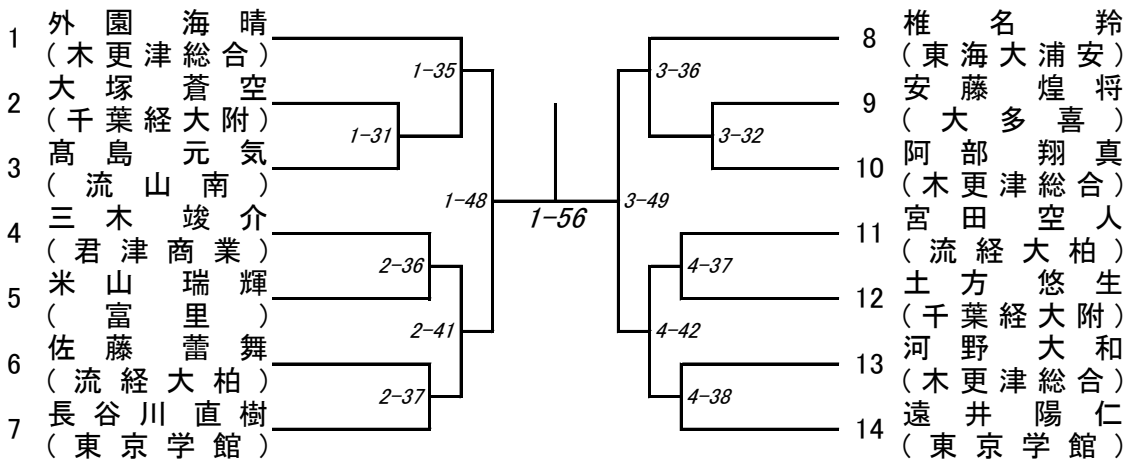 1 外園海晴
(木更津総合)
2 大塚蒼空
(千葉経大附)
3 髙島元気
(流山南)
4 三木竣介
(君津商業)
5 米山瑞輝
(富里)
6 佐藤蕾舞
(流経大柏)
7 長谷川直樹
(東京学館)
1-35
1-31
1-48
2-36
2-41
2-37
1-56
3-36
3-32
3-49
4-37
4-42
4-38
8 椎名羚
(東海大浦安)
9 安藤煌将
(大多喜)
10 阿部翔真
(木更津総合)
11 宮田空人
(流経大柏)
12 土方悠生
(千葉経大附)
13 河野大和
(木更津総合)
14 遠井陽仁
(東京学館)